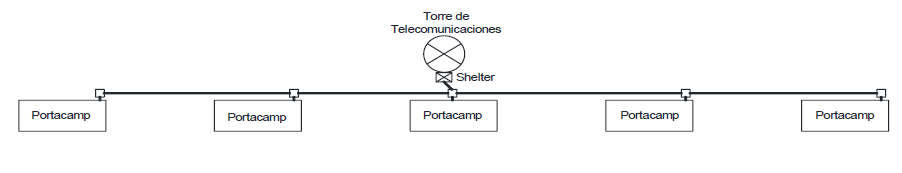 Torre de
Telecomunicaciones
Shelter
Portacamp
Portacamp
Portacamp
Portacamp
Portacamp